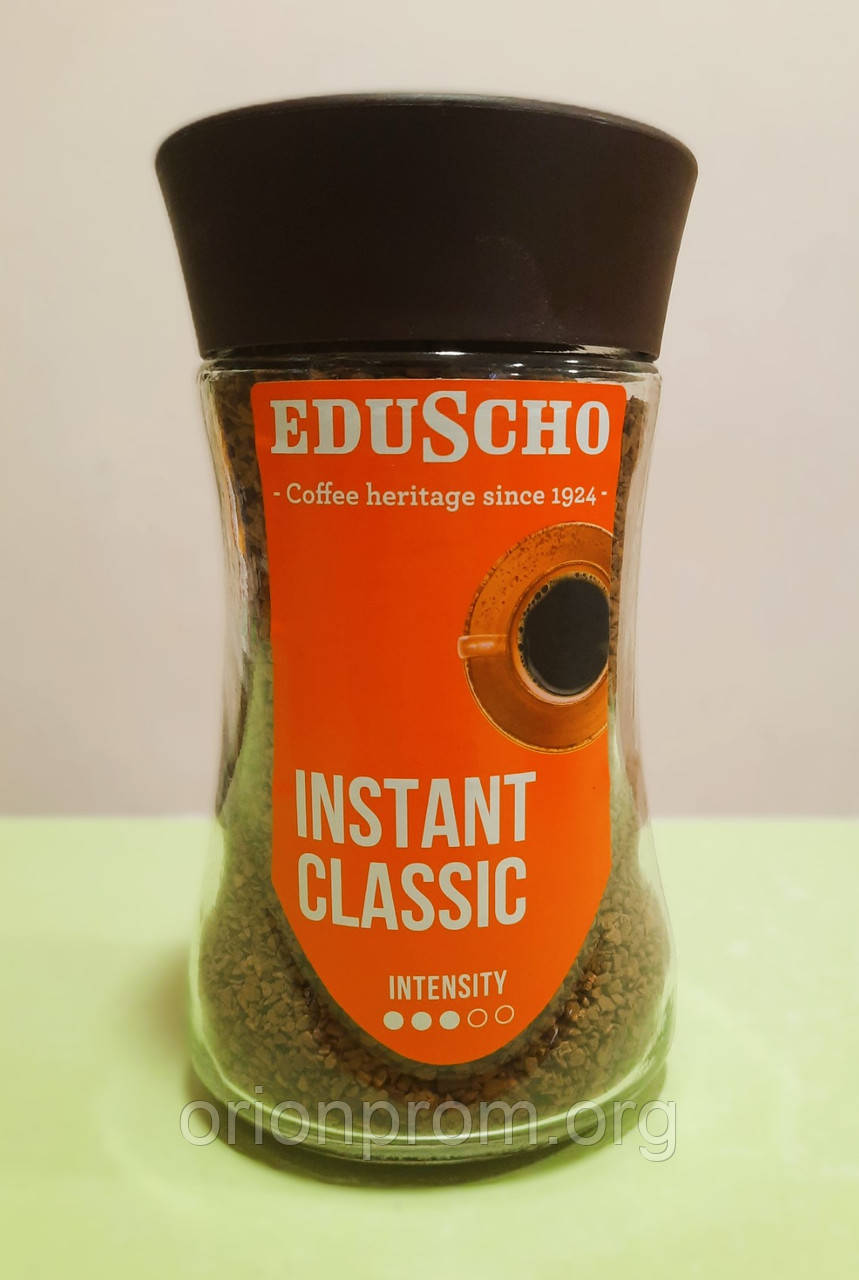 EDUSCHO
- Coffee heritage since 1924 -
INSTANT
CLASSIC
INTENSITY
orionprom.org